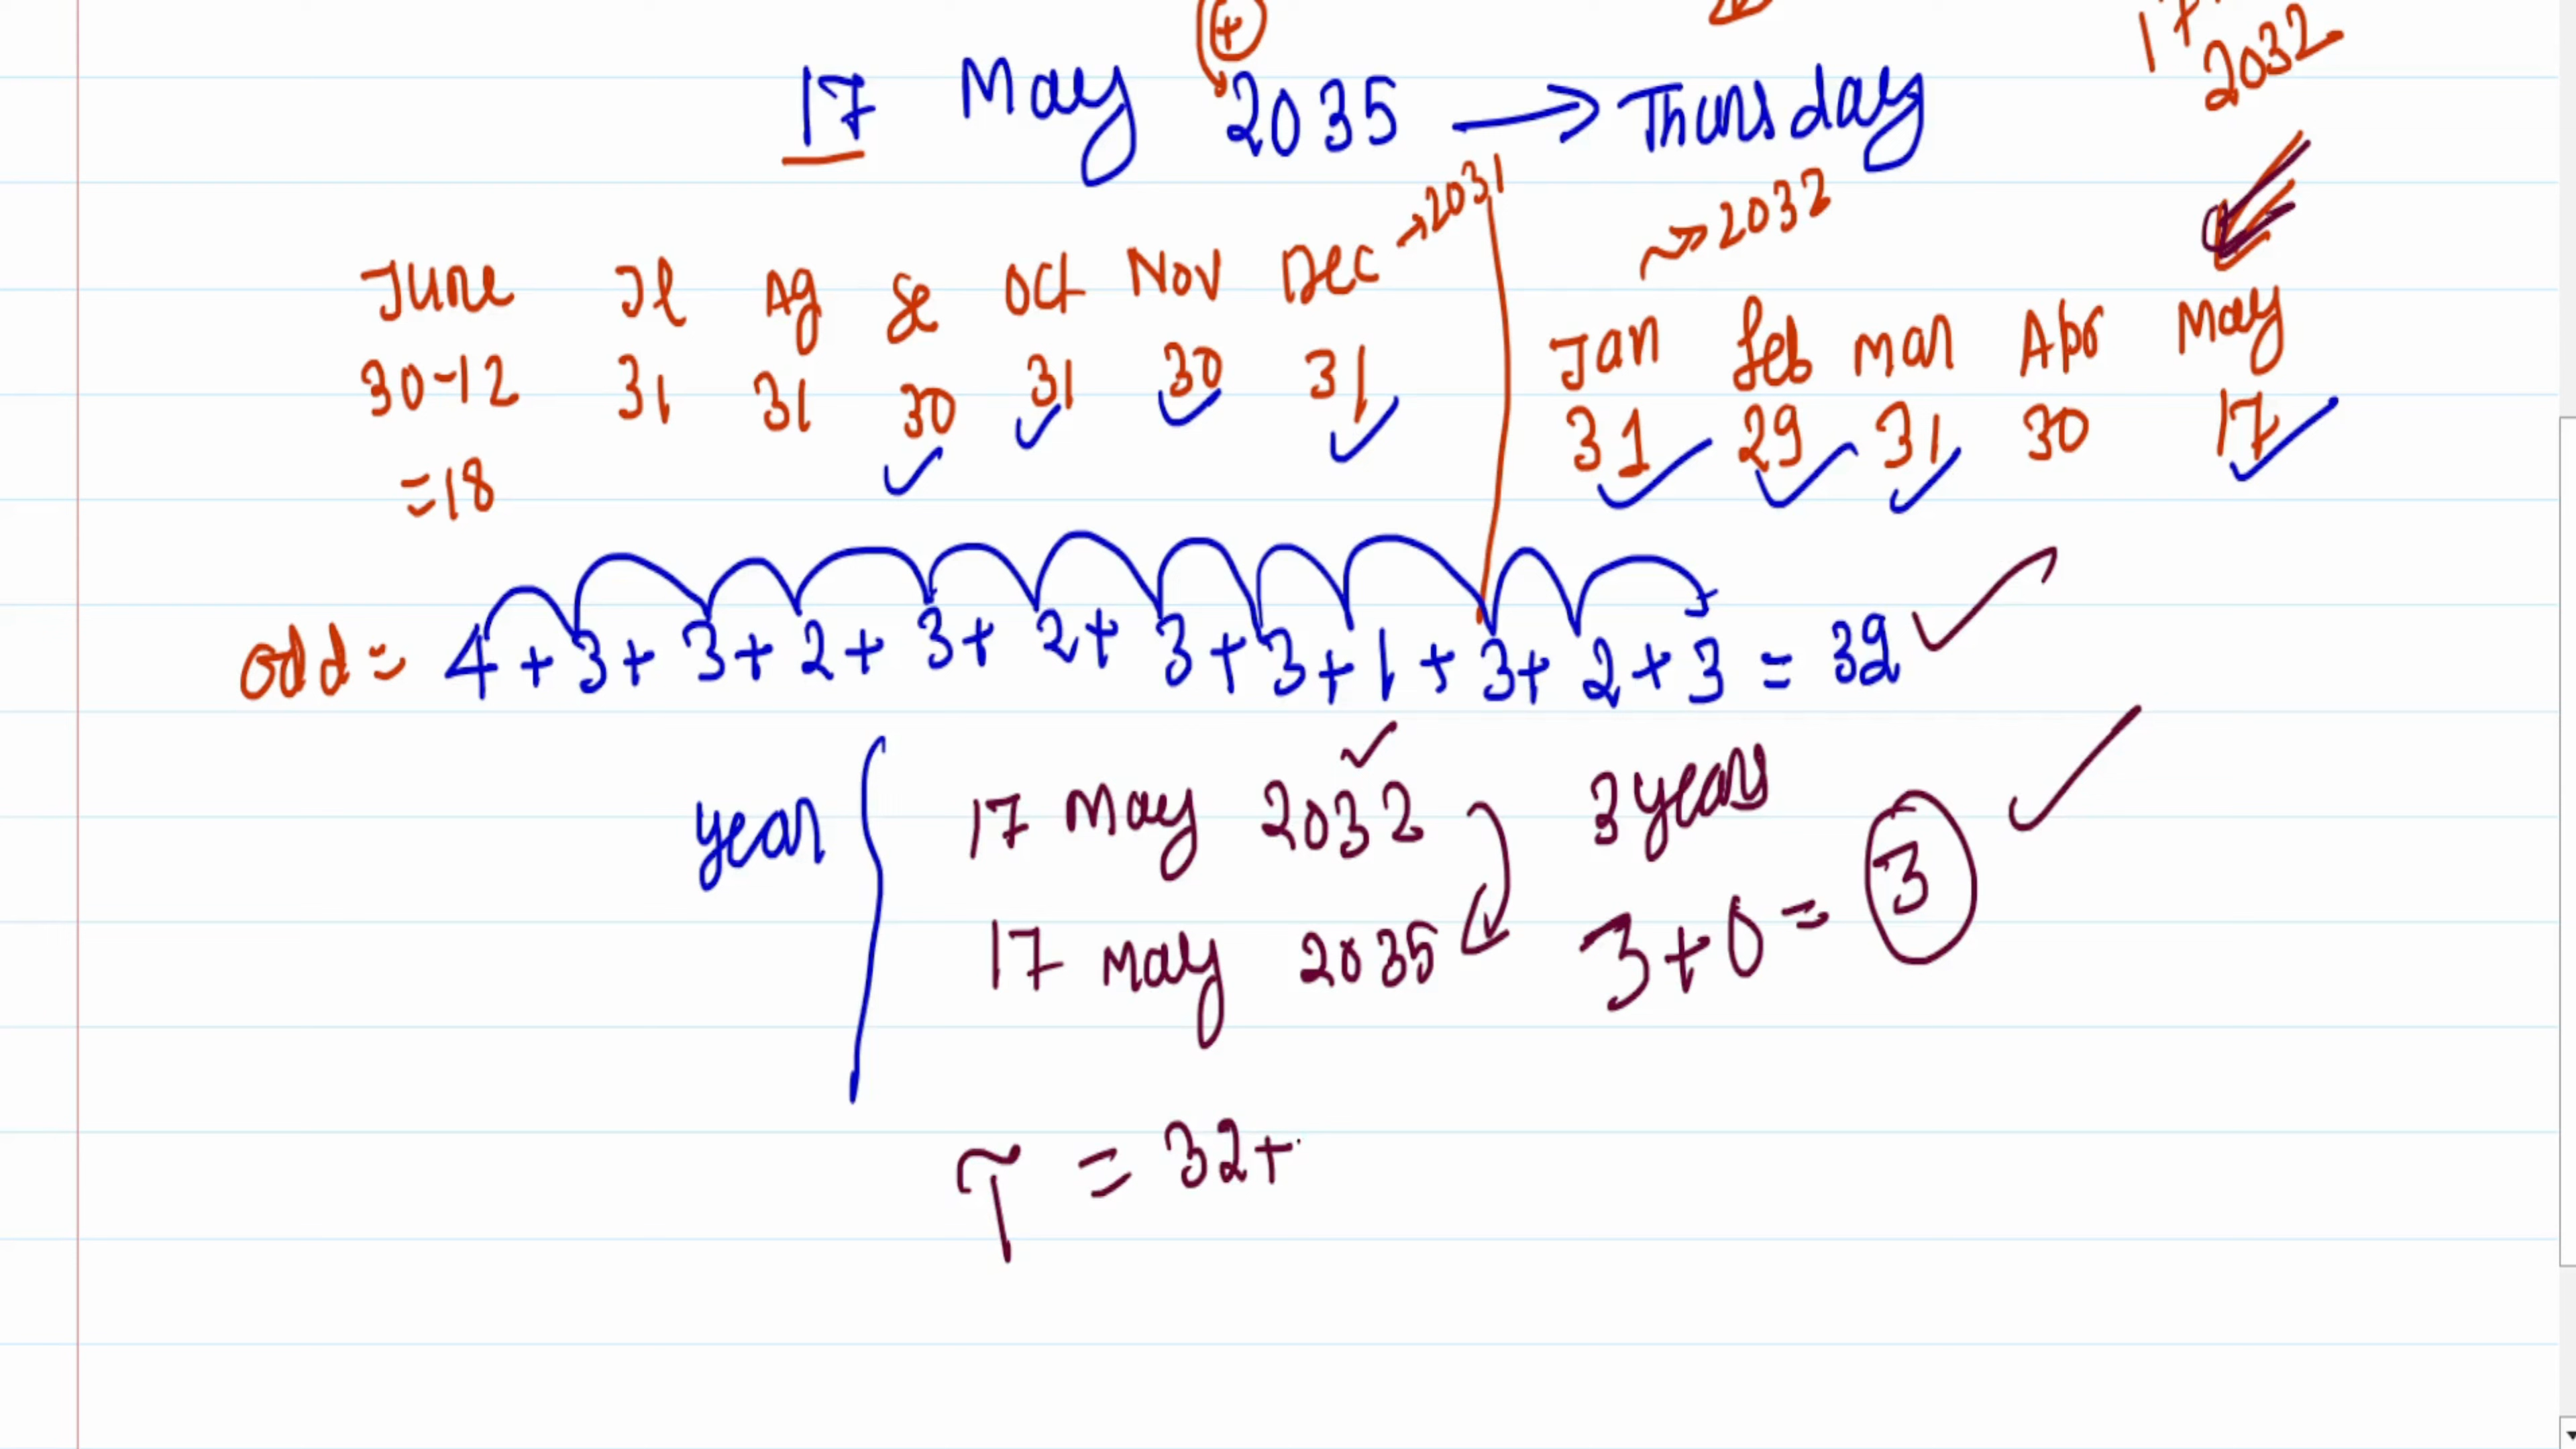 +
17
2032
17 May 2035 → Thursday
→ 2031
→ 2032
June Jl Ag Se Oct Nov Dec
Jan Feb Mar Apr May
30-12 31 31 30 31 30 31
31 29 31 30 17
=18
odd = 4 + 3 + 3 + 2 + 3 + 2 + 3 + 3 + 1 + 3 + 2 + 3 = 32
year
17 May 2032
3 years
17 May 2035
3+0 = 3
T = 32+